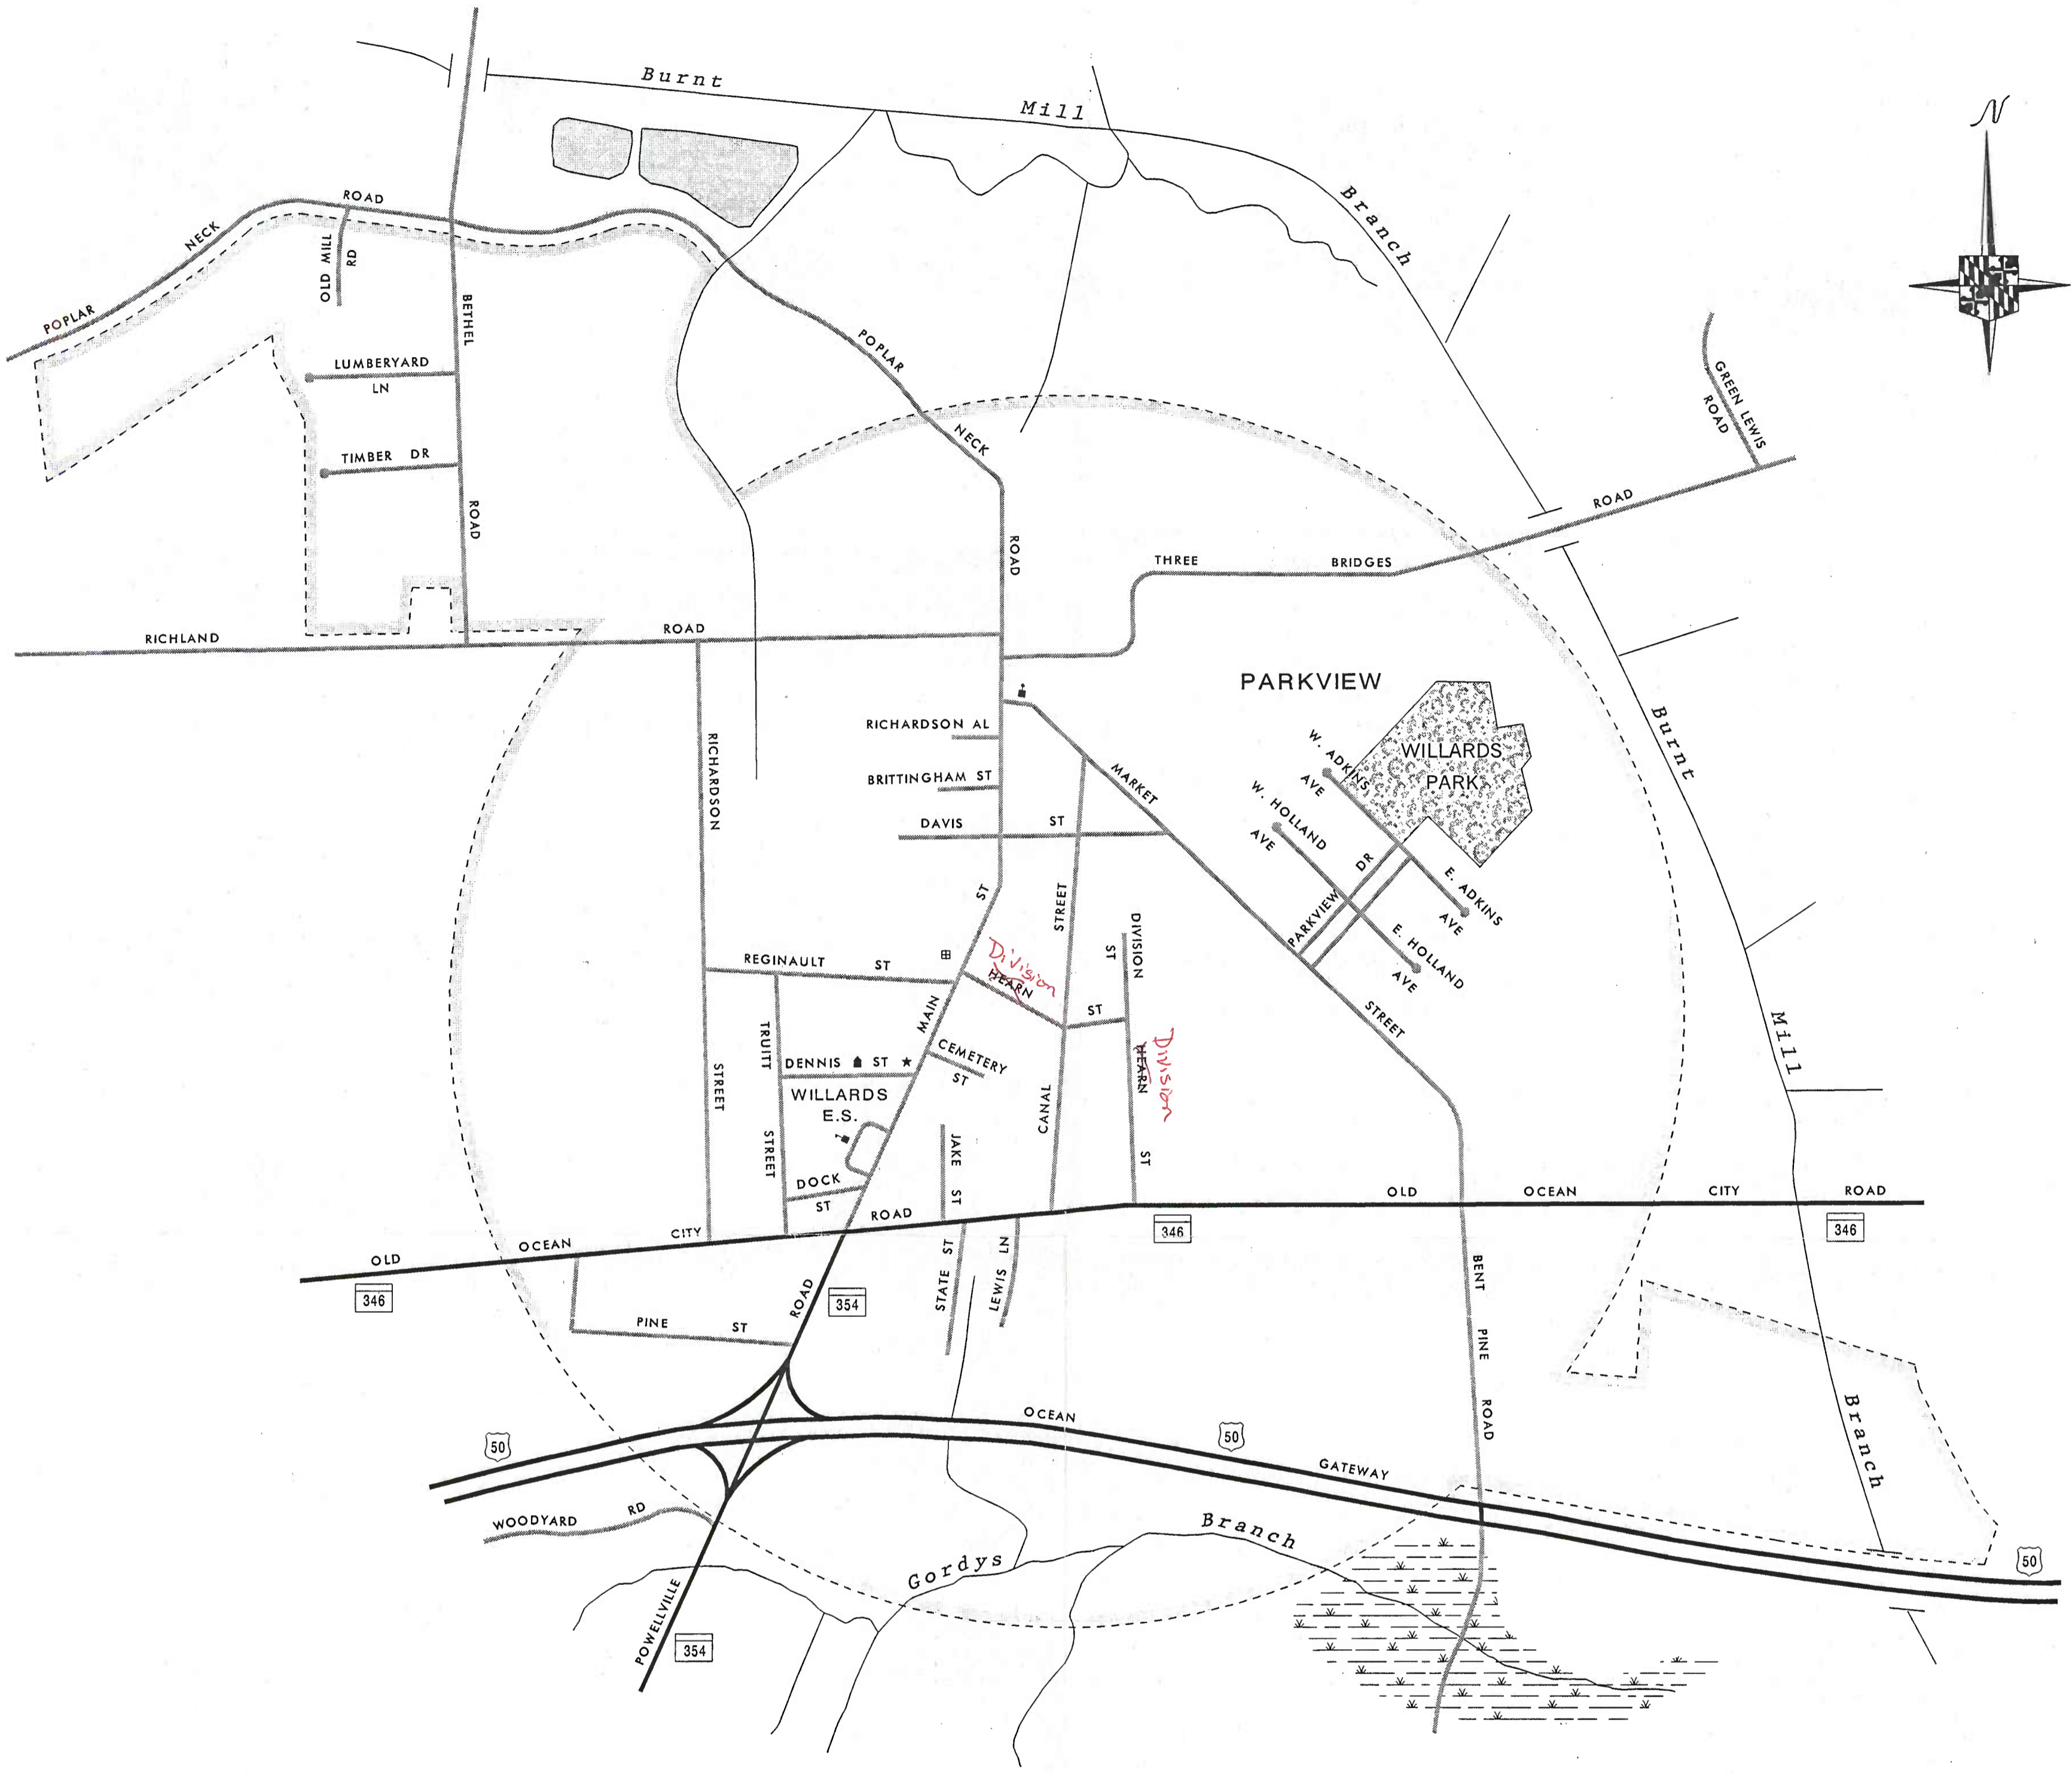 Burnt
Mill
Branch
N
ROAD
NECK
POPLAR
OLD MILL
RD
BETHEL
ROAD
LUMBERYARD
LN
TIMBER DR
POPLAR
NECK
ROAD
GREEN LEWIS
ROAD
ROAD
THREE BRIDGES
RICHLAND
ROAD
PARKVIEW
WILLARDS
PARK
Burnt
Mill
Branch
RICHARDSON AL
BRITTINGHAM ST
DAVIS ST
MARKET
STREET
W. ADKINS
AVE
W. HOLLAND
AVE
PARKVIEW DR
E. ADKINS
AVE
E. HOLLAND
AVE
RICHARDSON
STREET
ST
MAIN
STREET
CANAL
DIVISION
ST
REGINAULT ST
Division
HEARN
ST
Division
HEARN
ST
TRUITT
STREET
DENNIS ST
CEMETERY
ST
WILLARDS
E.S.
JAKE ST
DOCK
ST
OLD OCEAN CITY ROAD
OLD OCEAN CITY ROAD
346
346
346
STATE ST
LEWIS LN
ROAD
354
PINE ST
BENT PINE ROAD
50
OCEAN
50
GATEWAY
50
WOODYARD RD
Gordys
Branch
POWELLVILLE
354